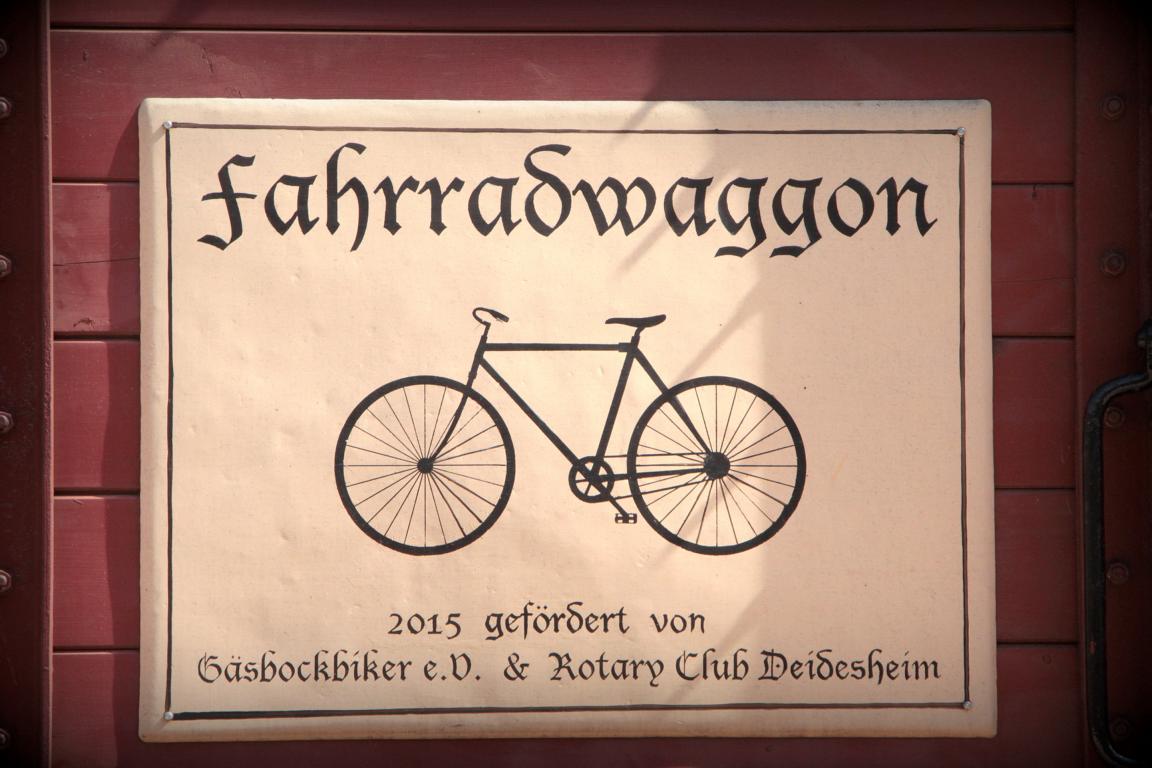 Fahrradwaggon
2015 gefördert von
Gäsbockbiker e.V. & Rotary Club Deidesheim